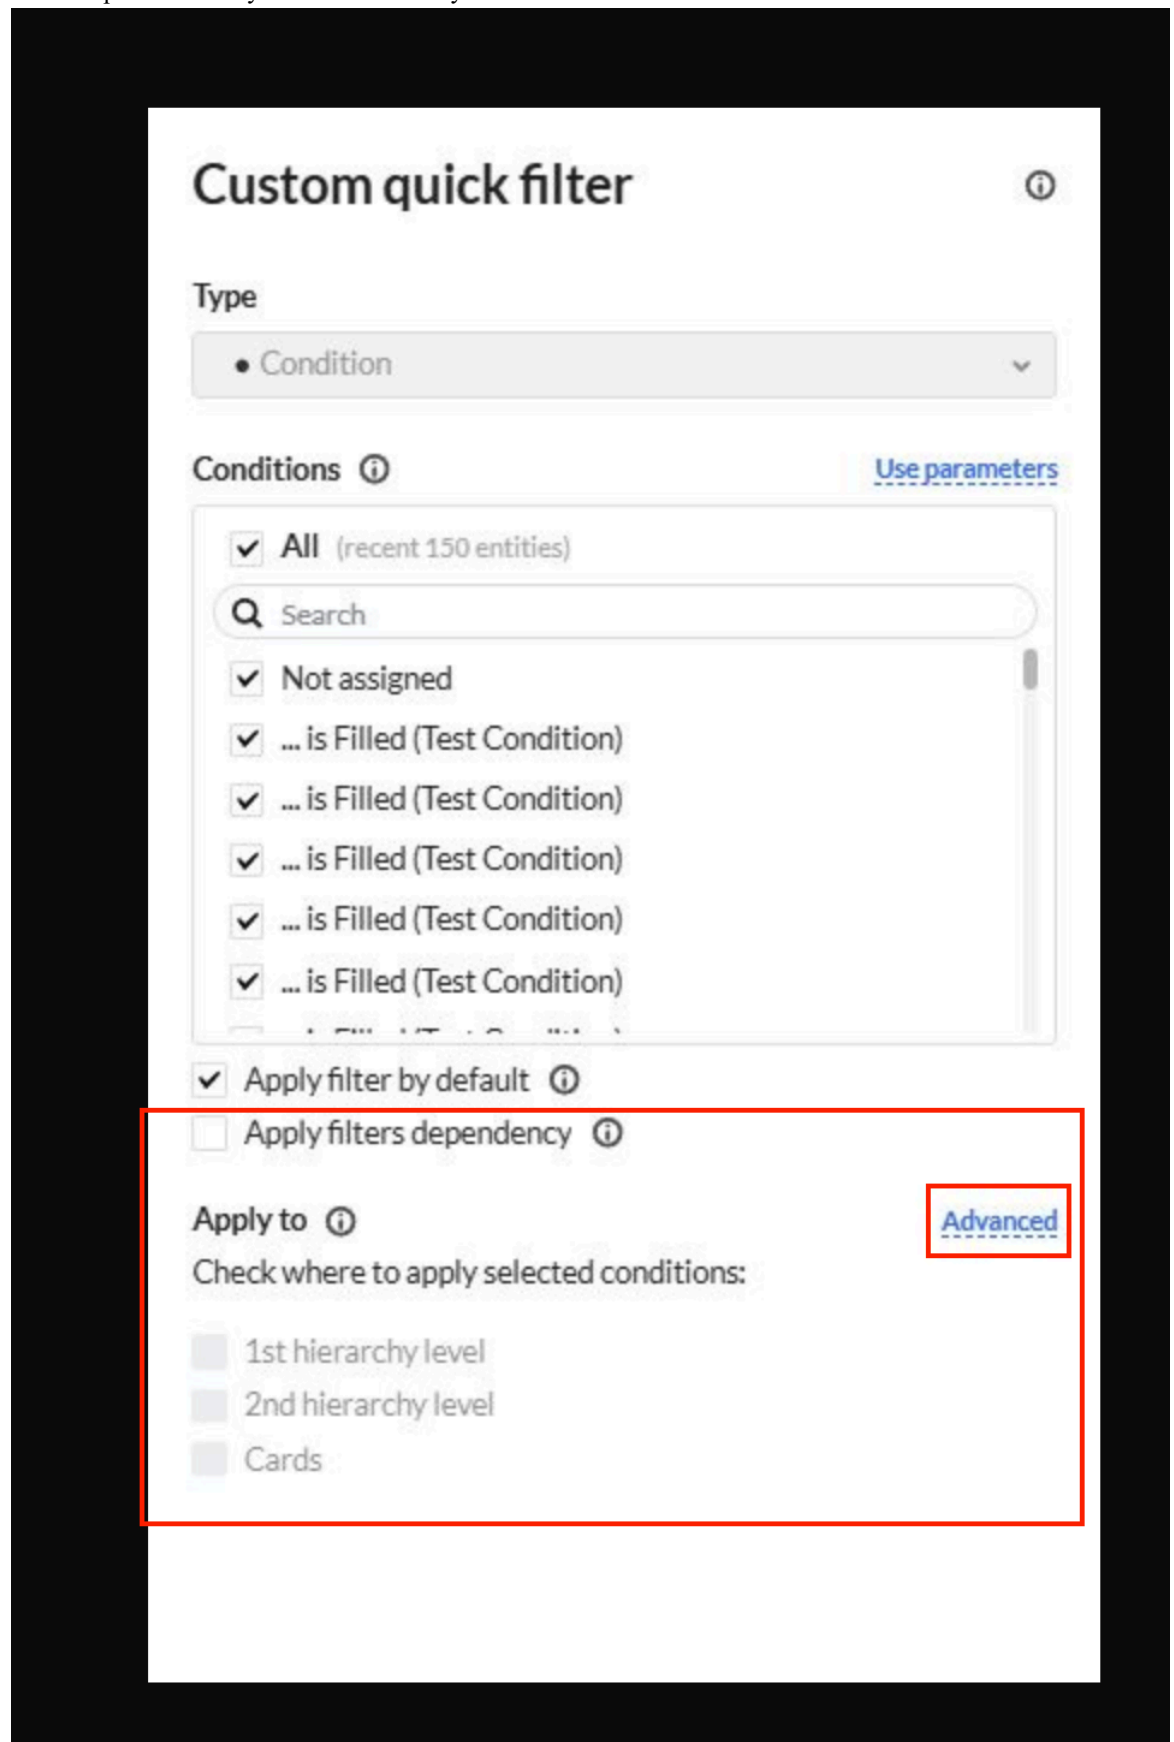 Custom quick filter
Type
Condition
Conditions
Use parameters
All (recent 150 entities)
Search
Not assigned
... is Filled (Test Condition)
... is Filled (Test Condition)
... is Filled (Test Condition)
... is Filled (Test Condition)
... is Filled (Test Condition)
Apply filter by default
Apply filters dependency
Apply to
Advanced
Check where to apply selected conditions:
1st hierarchy level
2nd hierarchy level
Cards